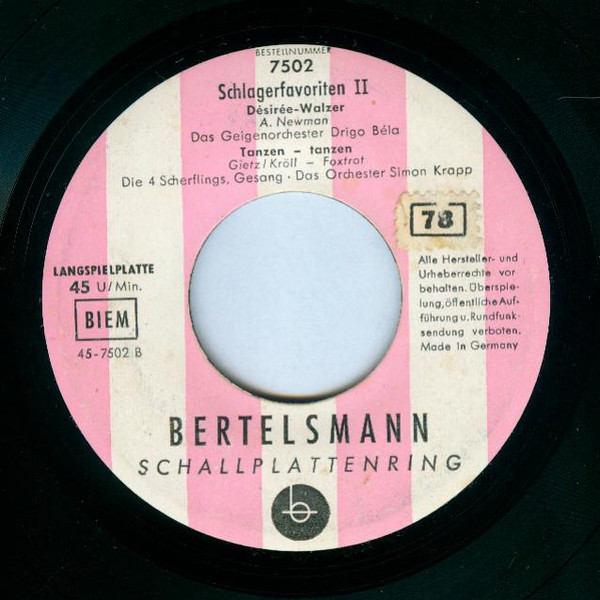 BESTELLNUMMER
7502
Schlagerfavoriten II
Désirée-Walzer
A. Newman
Das Geigenorchester Drigo Béla
Tanzen – tanzen
Gietz/Kröll – Foxtrot
Die 4 Scherflings, Gesang · Das Orchester Simon Krapp
78
LANGSPIELPLATTE
45 U/Min.
BIEM
45-7502 B
Alle Hersteller- und
Urheberrechte vor
behalten. Überspie-
lung, öffentliche Auf-
führung u. Rundfunk-
sendung verboten.
Made in Germany
BERTELSMANN
SCHALLPLATTENRING
b